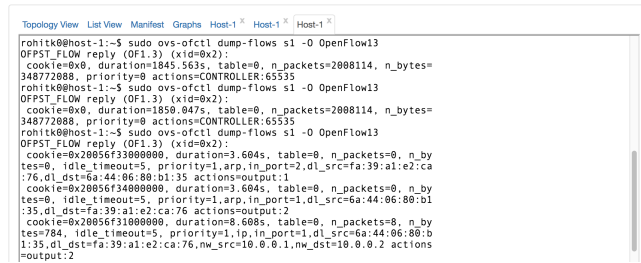 Topology View List View Manifest Graphs Host-1 x Host-1 x Host-1 x
rohitk0@host-1:~$ sudo ovs-ofctl dump-flows s1 -O OpenFlow13
OFPST_FLOW reply (OF1.3) (xid=0x2):
 cookie=0x0, duration=1845.563s, table=0, n_packets=2008114, n_bytes=
348772088, priority=0 actions=CONTROLLER:65535
rohitk0@host-1:~$ sudo ovs-ofctl dump-flows s1 -O OpenFlow13
OFPST_FLOW reply (OF1.3) (xid=0x2):
 cookie=0x0, duration=1850.047s, table=0, n_packets=2008114, n_bytes=
348772088, priority=0 actions=CONTROLLER:65535
rohitk0@host-1:~$ sudo ovs-ofctl dump-flows s1 -O OpenFlow13
OFPST_FLOW reply (OF1.3) (xid=0x2):
 cookie=0x20056f33000000, duration=3.604s, table=0, n_packets=0, n_by
tes=0, idle_timeout=5, priority=1,arp,in_port=2,dl_src=fa:39:a1:e2:ca
:76,dl_dst=6a:44:06:80:b1:35 actions=output:1
 cookie=0x20056f34000000, duration=3.604s, table=0, n_packets=0, n_by
tes=0, idle_timeout=5, priority=1,arp,in_port=1,dl_src=6a:44:06:80:b1
:35,dl_dst=fa:39:a1:e2:ca:76 actions=output:2
 cookie=0x20056f31000000, duration=8.608s, table=0, n_packets=8, n_by
tes=784, idle_timeout=5, priority=1,ip,in_port=1,dl_src=6a:44:06:80:b
1:35,dl_dst=fa:39:a1:e2:ca:76,nw_src=10.0.0.1,nw_dst=10.0.0.2 actions
=output:2